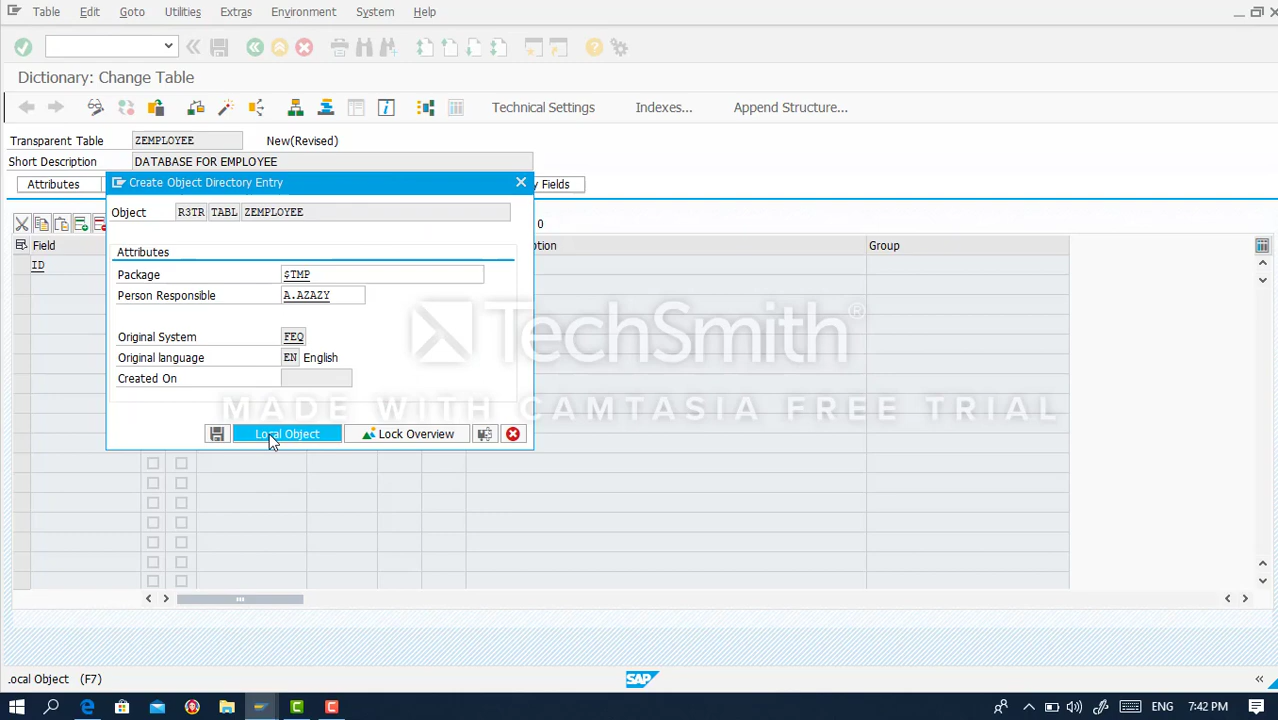 Table Edit Goto Utilities Extras Environment System Help
Dictionary: Change Table
Technical Settings Indexes... Append Structure...
Transparent Table ZEMPLOYEE New(Revised)
Short Description DATABASE FOR EMPLOYEE
Attributes y Fields
Create Object Directory Entry
Object R3TR TABL ZEMPLOYEE
0
Field ption Group
ID
Attributes
Package $TMP
Person Responsible A.AZAZY
Original System FEQ
Original language EN English
Created On
TechSmith®
MADE WITH CAMTASIA FREE TRIAL
Local Object Lock Overview
.ocal Object (F7)
SAP
ENG 7:42 PM